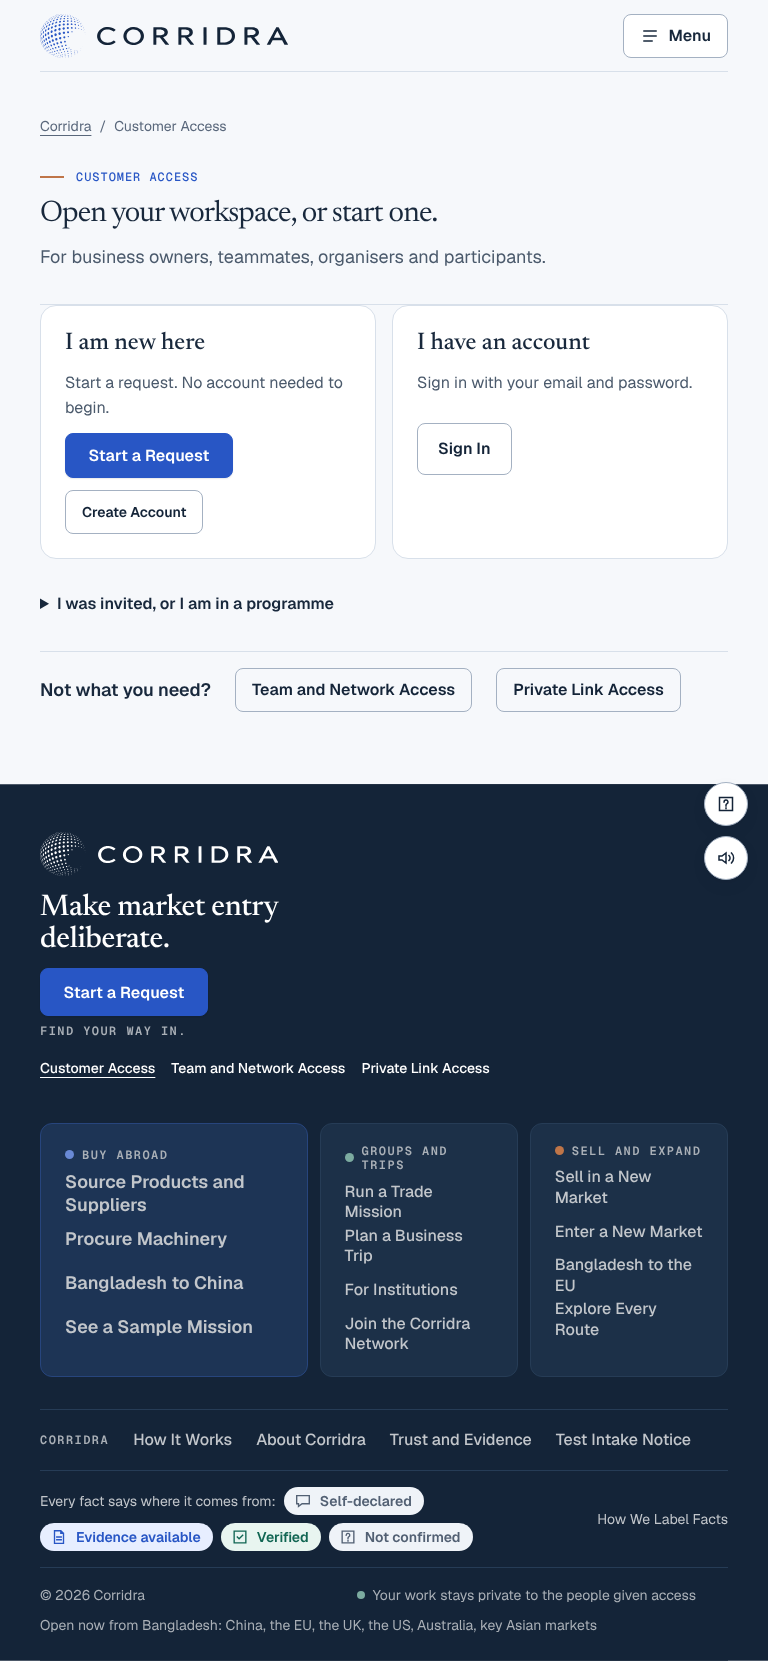 CORRIDRA
Menu
Corridra / Customer Access
CUSTOMER ACCESS
Open your workspace, or start one.
For business owners, teammates, organisers and participants.
I am new here
Start a request. No account needed to
begin.
Start a Request
Create Account
I have an account
Sign in with your email and password.
Sign In
I was invited, or I am in a programme
Not what you need?
Team and Network Access
Private Link Access
CORRIDRA
Make market entry
deliberate.
Start a Request
FIND YOUR WAY IN.
Customer Access Team and Network Access Private Link Access
BUY ABROAD
Source Products and
Suppliers
Procure Machinery
Bangladesh to China
See a Sample Mission
GROUPS AND
TRIPS
Run a Trade
Mission
Plan a Business
Trip
For Institutions
Join the Corridra
Network
SELL AND EXPAND
Sell in a New
Market
Enter a New Market
Bangladesh to the
EU
Explore Every
Route
CORRIDRA How It Works About Corridra Trust and Evidence Test Intake Notice
Every fact says where it comes from: Self-declared
Evidence available Verified Not confirmed
How We Label Facts
© 2026 Corridra
Your work stays private to the people given access
Open now from Bangladesh: China, the EU, the UK, the US, Australia, key Asian markets